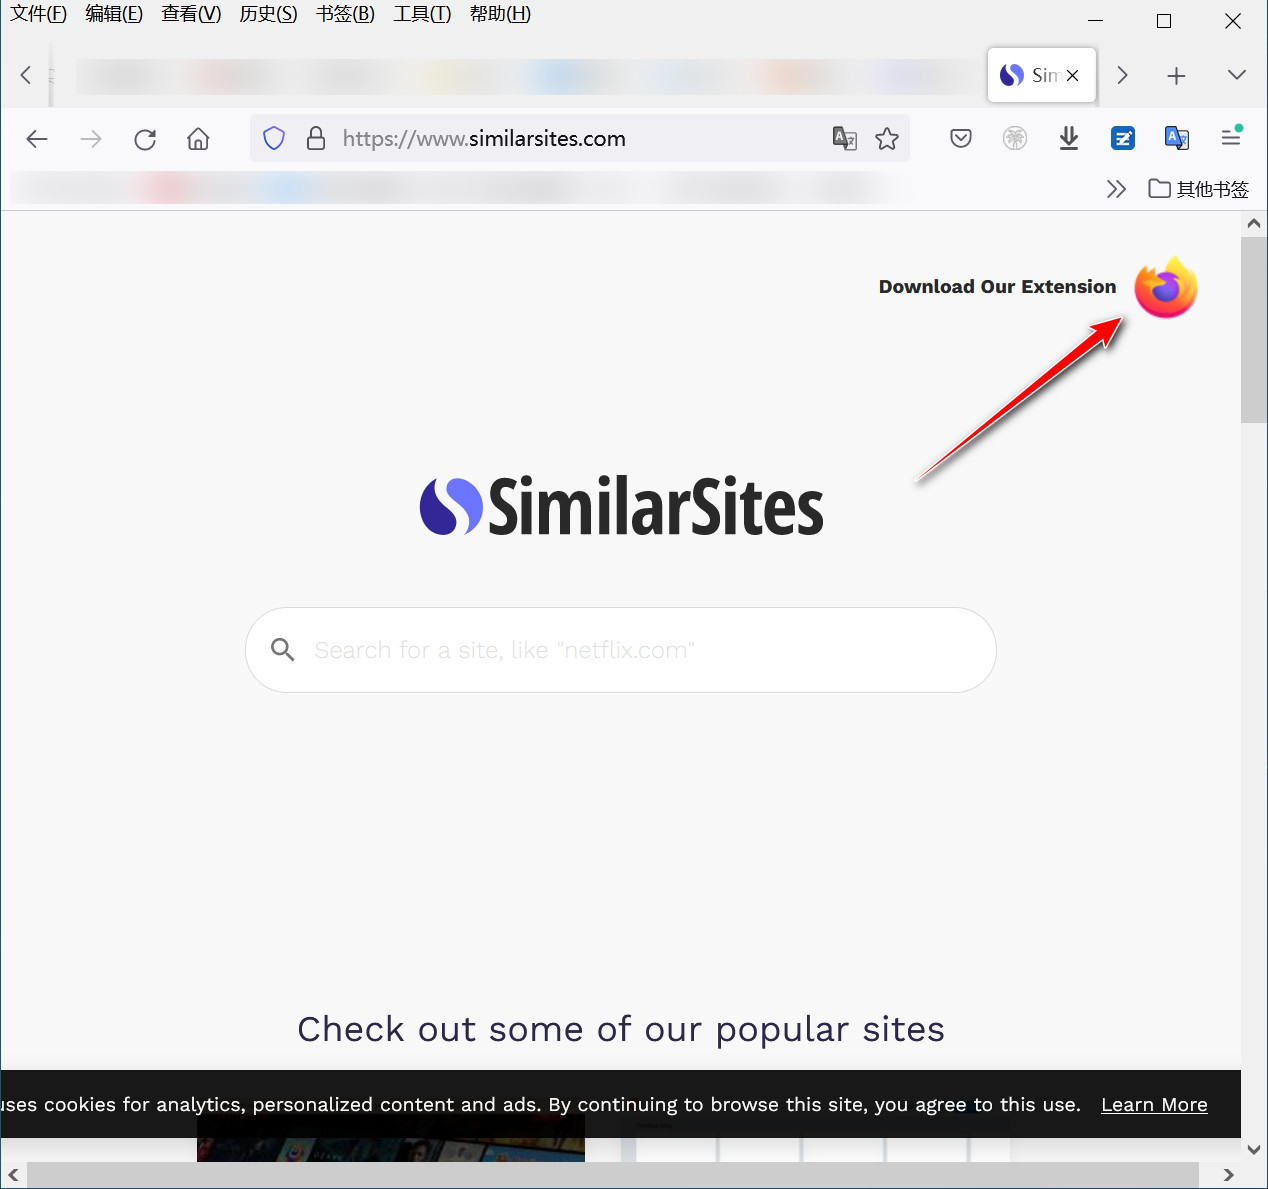 文件(F) 编辑(E) 查看(V) 历史(S) 书签(B) 工具(T) 帮助(H)
Sim
https://www.similarsites.com
其他书签
Download Our Extension
SimilarSites
Search for a site, like "netflix.com"
Check out some of our popular sites
uses cookies for analytics, personalized content and ads. By continuing to browse this site, you agree to this use. Learn More